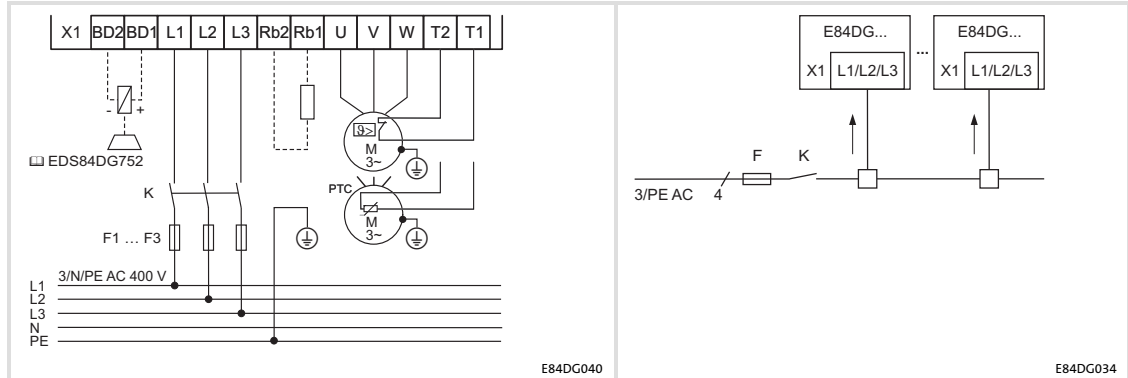 X1 BD2 BD1 L1 L2 L3 Rb2 Rb1 U V W T2 T1
- +
EDS84DG752
ϑ>
M
3~
PTC
M
3~
K
F1 ... F3
3/N/PE AC 400 V
L1
L2
L3
N
PE
E84DG040
E84DG... ... E84DG...
X1 L1/L2/L3 X1 L1/L2/L3
F K
3/PE AC 4
E84DG034